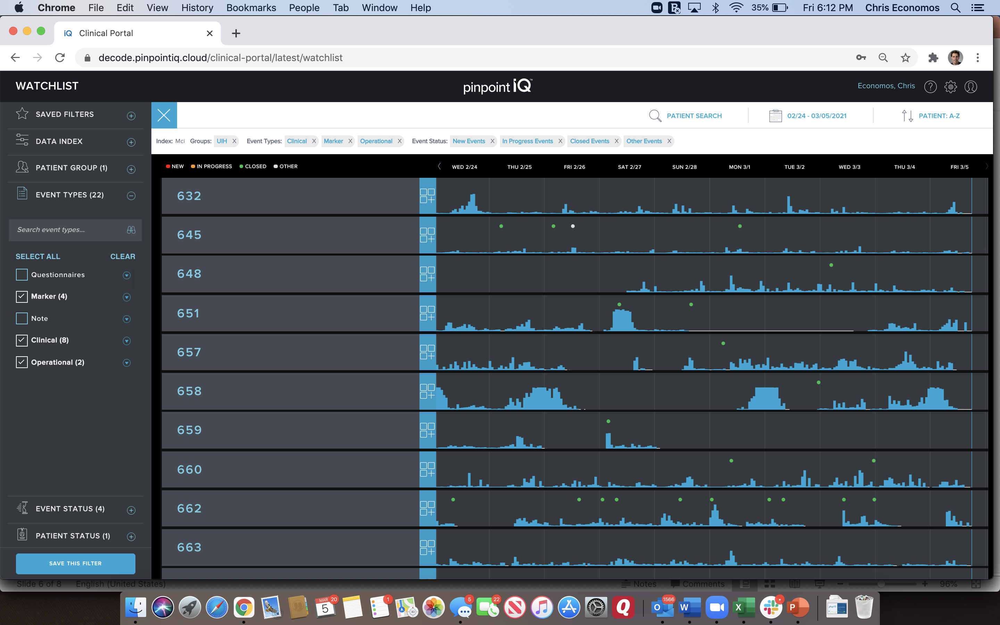 Chrome File Edit View History Bookmarks People Tab Window Help 35% Fri 6:12 PM Chris Economos
iQ Clinical Portal
decode.pinpointiq.cloud/clinical-portal/latest/watchlist
WATCHLIST pinpoint iQ™ Economos, Chris ?
SAVED FILTERS
DATA INDEX
PATIENT GROUP (1)
EVENT TYPES (22)
Search event types...
SELECT ALL CLEAR
Questionnaires
Marker (4)
Note
Clinical (8)
Operational (2)
EVENT STATUS (4)
PATIENT STATUS (1)
SAVE THIS FILTER
PATIENT SEARCH 02/24 - 03/05/2021 PATIENT: A-Z
Index: Mci Groups: UIH X Event Types: Clinical X Marker X Operational X Event Status: New Events X In Progress Events X Closed Events X Other Events X
NEW IN PROGRESS CLOSED OTHER WED 2/24 THU 2/25 FRI 2/26 SAT 2/27 SUN 2/28 MON 3/1 TUE 3/2 WED 3/3 THU 3/4 FRI 3/5
632
645
648
651
657
658
659
660
662
663
Slide 6 of 8 English (United States) Notes Comments 96%
MAR 20 5 1 3D 5 22 Q O 1566 W X P